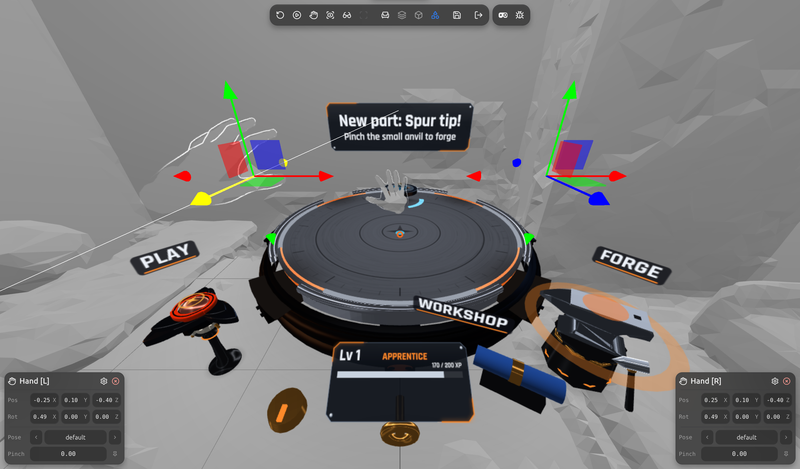 New part: Spur tip!
Pinch the small anvil to forge
PLAY
FORGE
WORKSHOP
Lv 1 APPRENTICE
170 / 200 XP
Hand [L]
Pos -0.25 X 0.10 Y -0.40 Z
Rot 0.49 X 0.00 Y 0.00 Z
Pose default
Pinch 0.00
Hand [R]
Pos 0.25 X 0.10 Y -0.40 Z
Rot 0.49 X 0.00 Y 0.00 Z
Pose default
Pinch 0.00